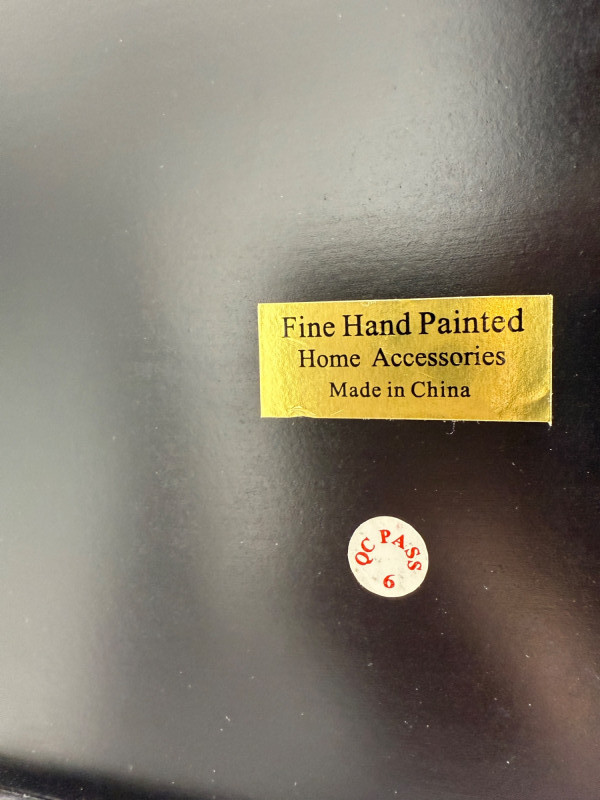 Fine Hand Painted
Home Accessories
Made in China
QC PASS
6